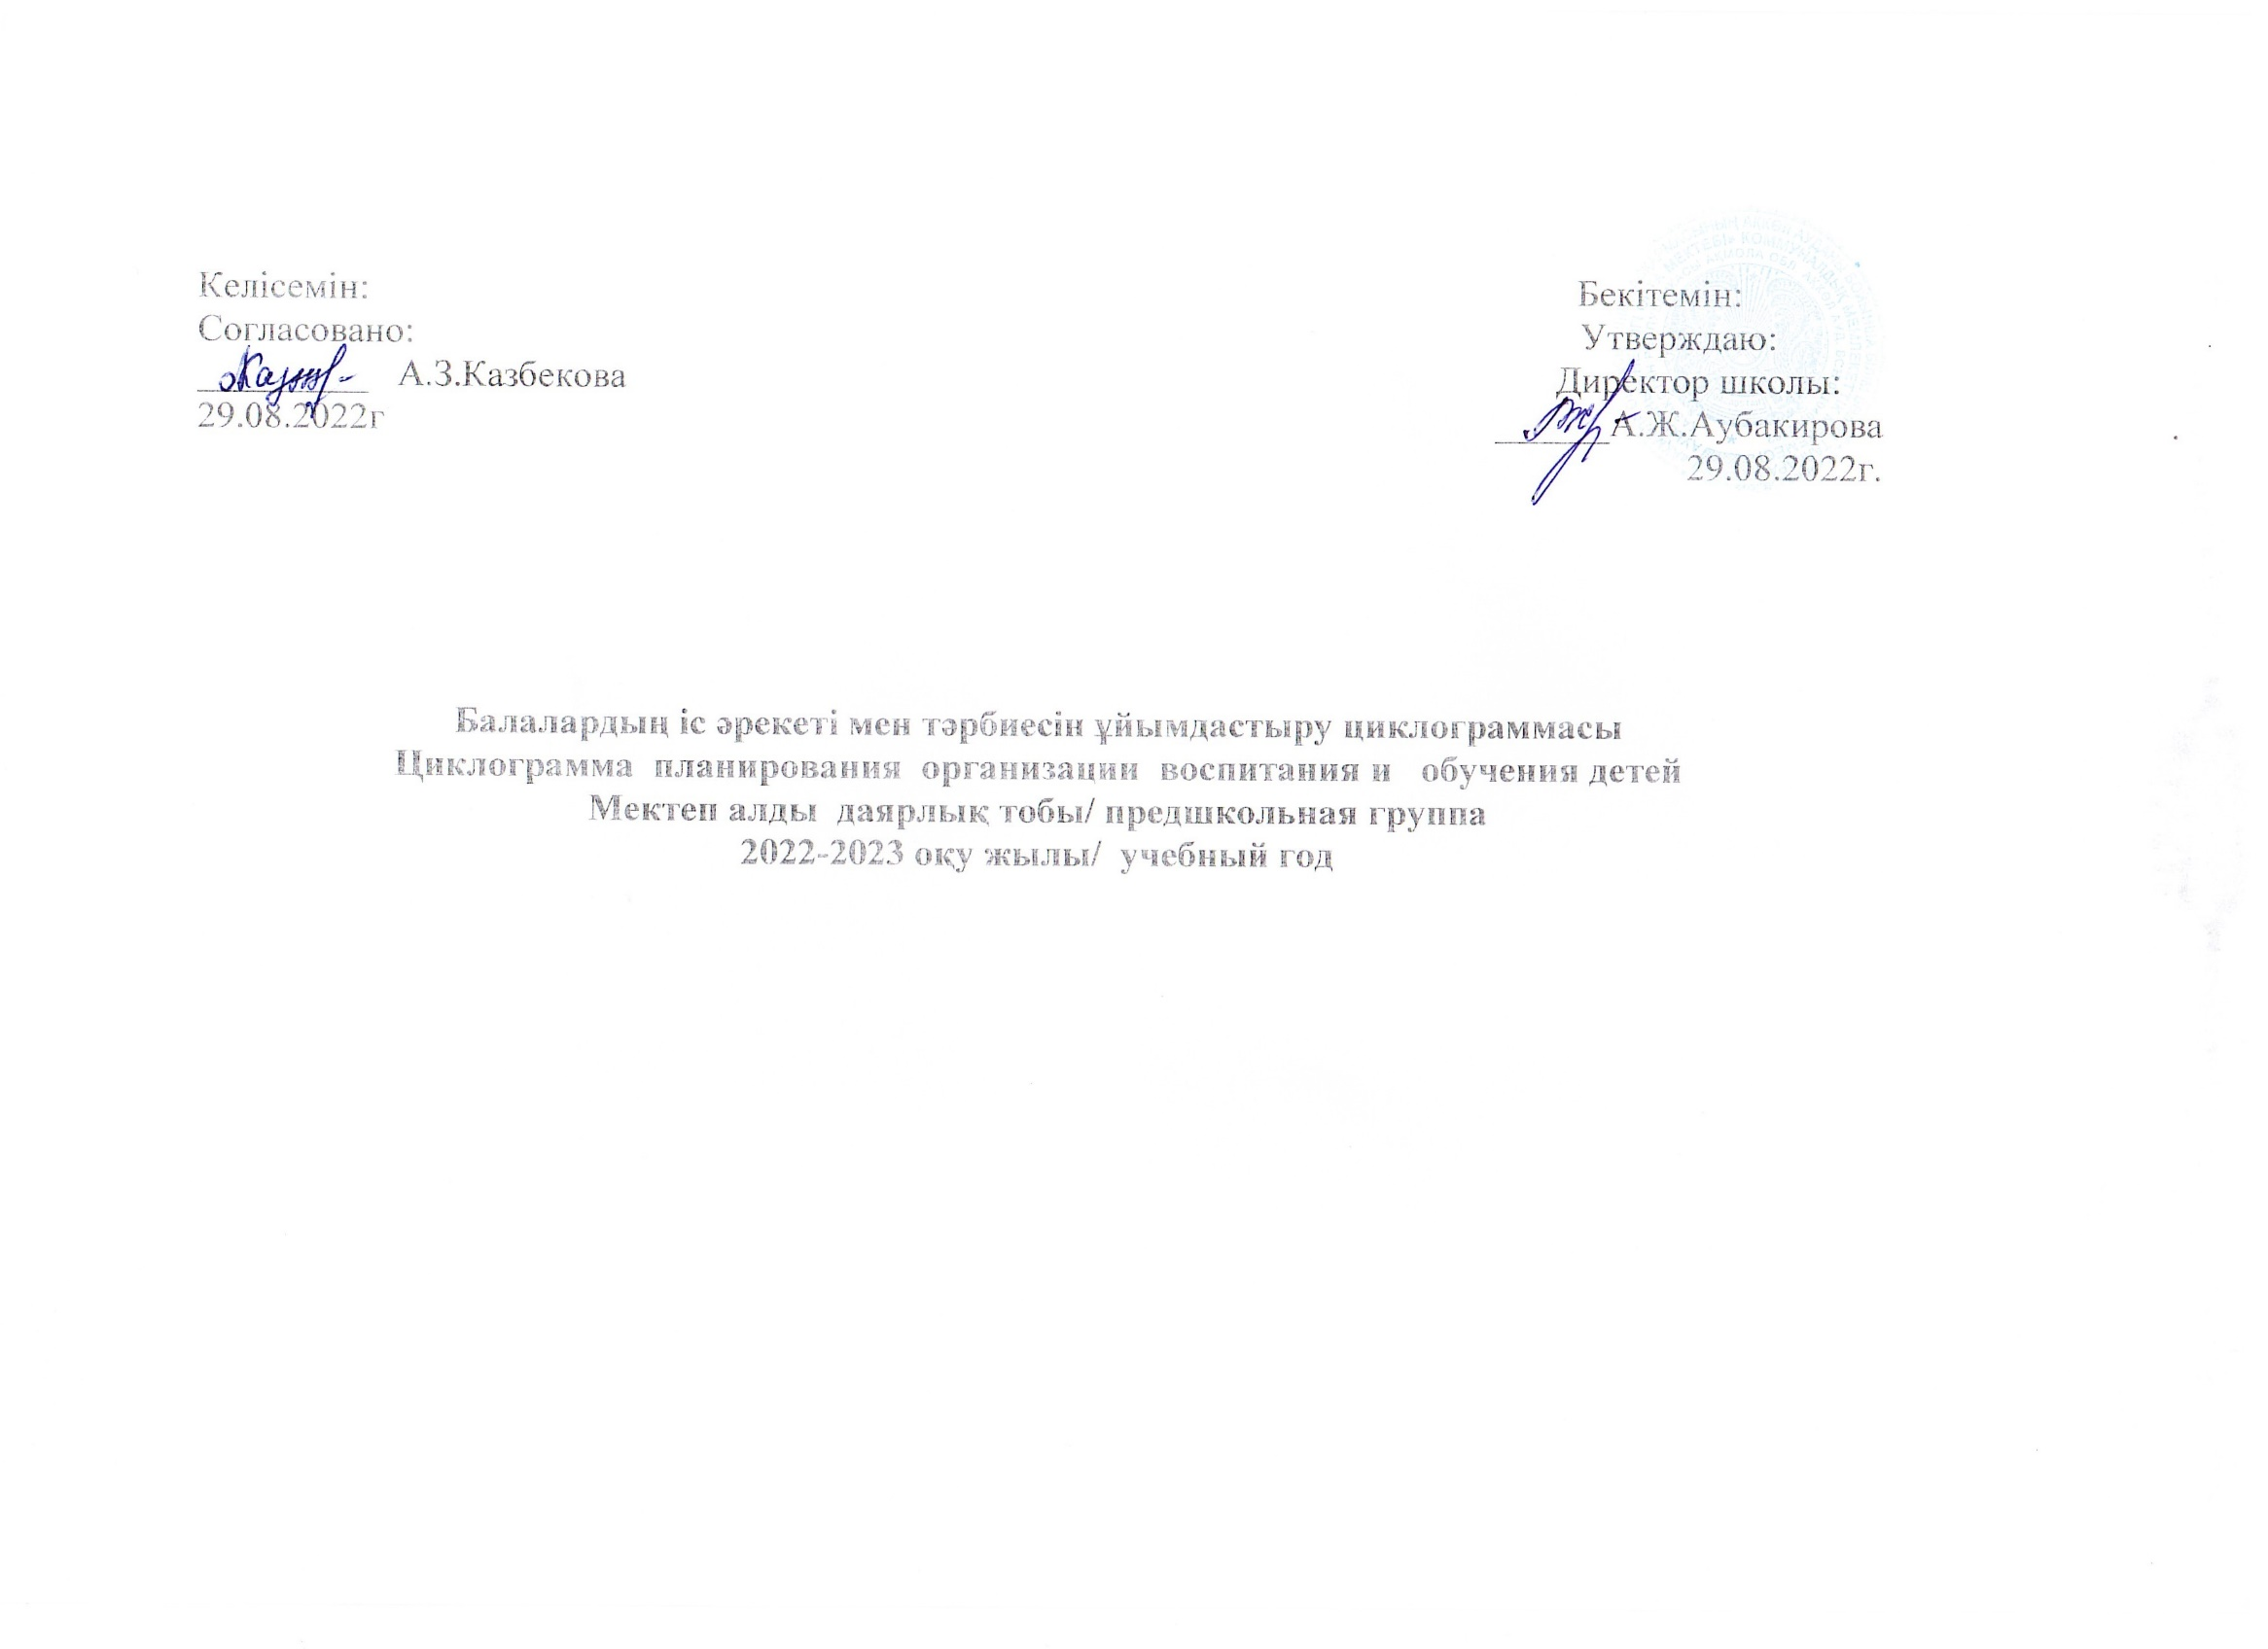 Келісемін:
Согласовано:
А.З.Казбекова
29.08.2022г
Бекітемін:
Утверждаю:
Директор школы:
А.Ж.Аубакирова
29.08.2022г.
Балалардың іс әрекеті мен тәрбиесін ұйымдастыру циклограммасы
Циклограмма планирования организации воспитания и обучения детей
Мектеп алды даярлық тобы/ предшкольная группа
2022-2023 оқу жылы/ учебный год